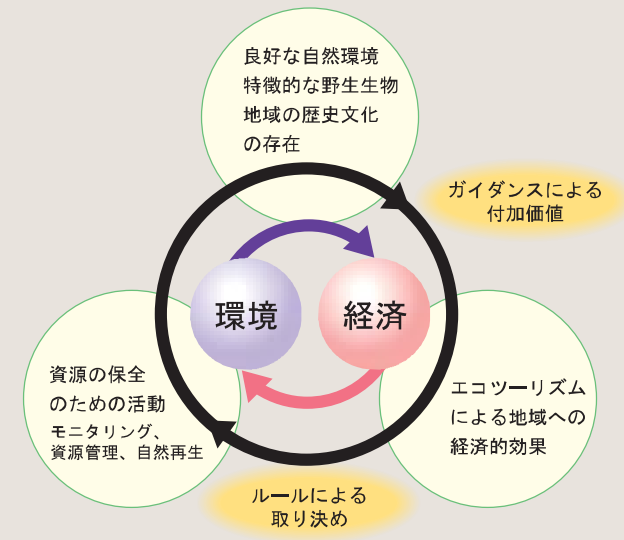 良好な自然環境
特徴的な野生生物
地域の歴史文化
の存在
ガイダンスによる
付加価値
環境
経済
資源の保全
のための活動
モニタリング、
資源管理、自然再生
エコツーリズム
による地域への
経済的効果
ルールによる
取り決め